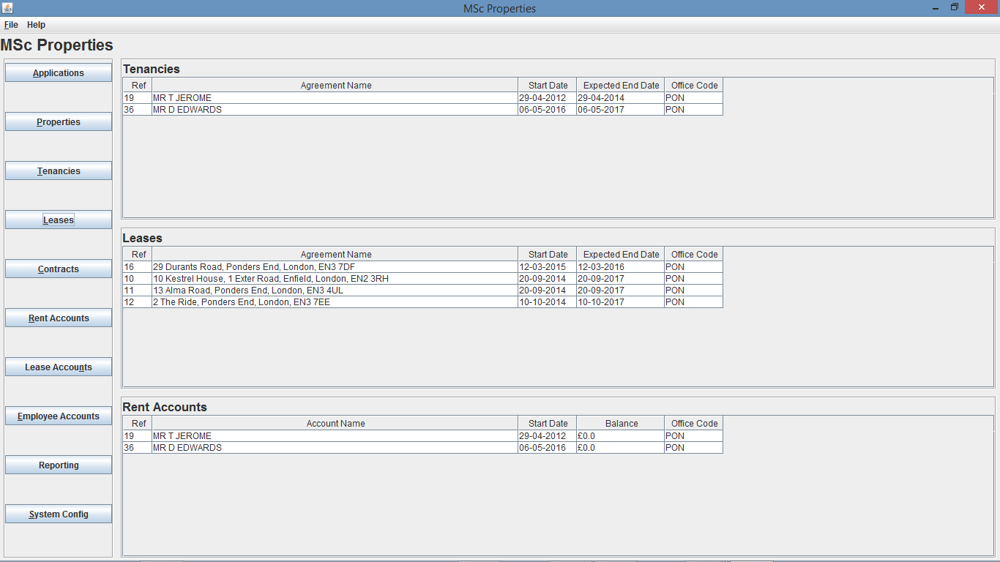 MSc Properties
File Help
MSc Properties
Applications
Properties
Tenancies
Leases
Contracts
Rent Accounts
Lease Accounts
Employee Accounts
Reporting
System Config
Tenancies
Ref Agreement Name Start Date Expected End Date Office Code
19 MR T JEROME 29-04-2012 29-04-2014 PON
36 MR D EDWARDS 06-05-2016 06-05-2017 PON
Leases
Ref Agreement Name Start Date Expected End Date Office Code
16 29 Durants Road, Ponders End, London, EN3 7DF 12-03-2015 12-03-2016 PON
10 10 Kestrel House, 1 Exter Road, Enfield, London, EN2 3RH 20-09-2014 20-09-2017 PON
11 13 Alma Road, Ponders End, London, EN3 4UL 20-09-2014 20-09-2017 PON
12 2 The Ride, Ponders End, London, EN3 7EE 10-10-2014 10-10-2017 PON
Rent Accounts
Ref Account Name Start Date Balance Office Code
19 MR T JEROME 29-04-2012 £0.0 PON
36 MR D EDWARDS 06-05-2016 £0.0 PON